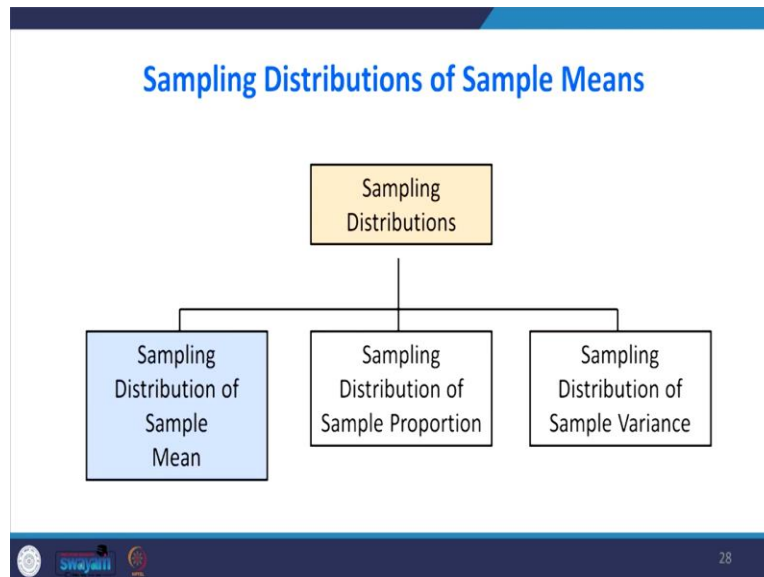 Sampling Distributions of Sample Means
Sampling
Distributions
Sampling
Distribution of
Sample
Mean
Sampling
Distribution of
Sample Proportion
Sampling
Distribution of
Sample Variance
swayam
28